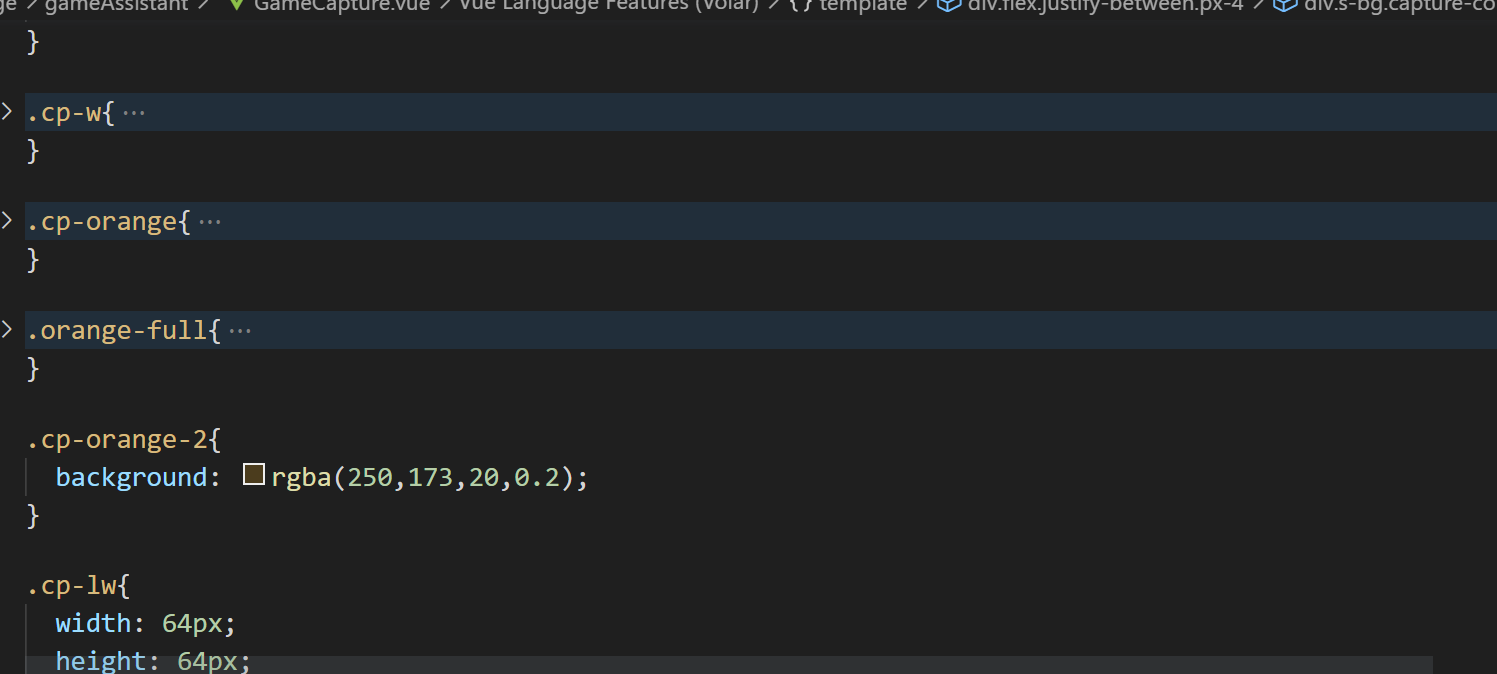 ge > gameAssistant > GameCapture.vue > Vue Language Features (Volar) > {} template > div.flex.justify-between.px-4 > div.s-bg.capture-co
}
.cp-w{ ···
}
.cp-orange{ ···
}
.orange-full{ ···
}
.cp-orange-2{
background: rgba(250,173,20,0.2);
}
.cp-lw{
width: 64px;
height: 64px;